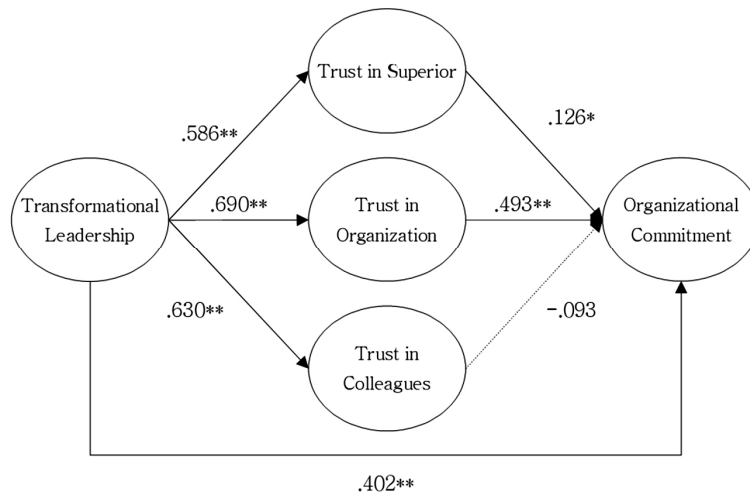 Trust in Superior
.126*
.586**
Transformational
Leadership
.690**
Trust in
Organization
.493**
Organizational
Commitment
.630**
-.093
Trust in
Colleagues
.402**